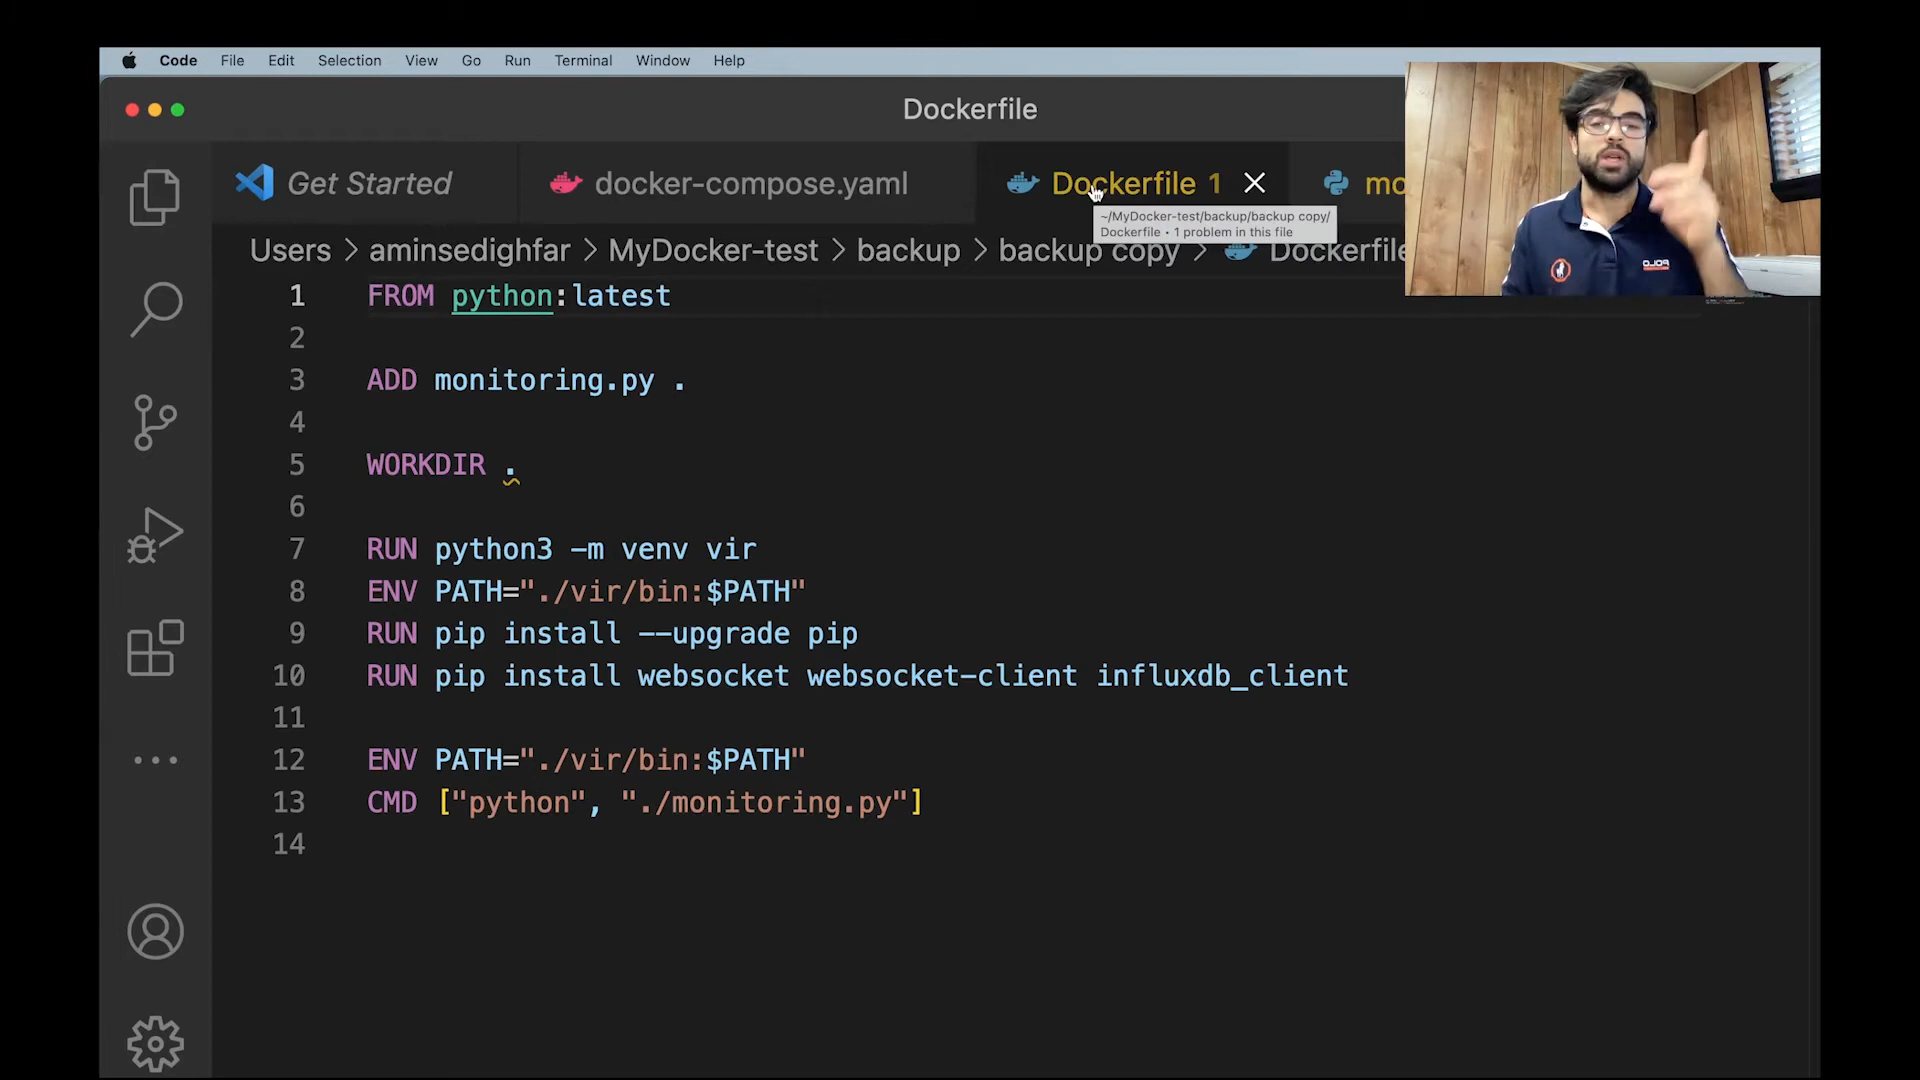 Code File Edit Selection View Go Run Terminal Window Help
Dockerfile
Get Started docker-compose.yaml Dockerfile 1 mo
~/MyDocker-test/backup/backup copy/
Dockerfile • 1 problem in this file
Users > aminsedighfar > MyDocker-test > backup > backup copy > Dockerfile
1 FROM python:latest
2
3 ADD monitoring.py .
4
5 WORKDIR .
6
7 RUN python3 -m venv vir
8 ENV PATH="./vir/bin:$PATH"
9 RUN pip install --upgrade pip
10 RUN pip install websocket websocket-client influxdb_client
11
12 ENV PATH="./vir/bin:$PATH"
13 CMD ["python", "./monitoring.py"]
14
POLO